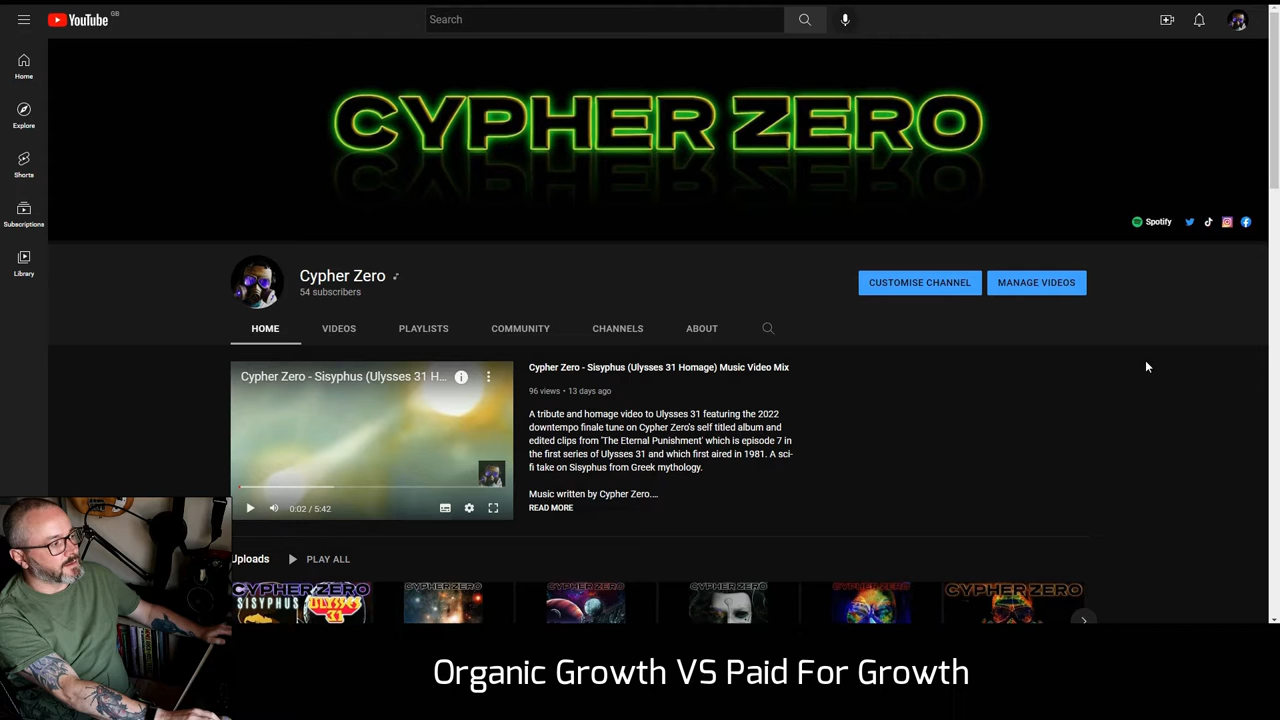 YouTube GB
Search
Home
Explore
Shorts
Subscriptions
Library
CYPHER ZERO
Spotify
Cypher Zero
54 subscribers
CUSTOMISE CHANNEL
MANAGE VIDEOS
HOME
VIDEOS
PLAYLISTS
COMMUNITY
CHANNELS
ABOUT
Cypher Zero - Sisyphus (Ulysses 31 H...
0:02 / 5:42
Cypher Zero - Sisyphus (Ulysses 31 Homage) Music Video Mix
96 views • 13 days ago
A tribute and homage video to Ulysses 31 featuring the 2022
downtempo finale tune on Cypher Zero's self titled album and
edited clips from 'The Eternal Punishment' which is episode 7 in
the first series of Ulysses 31 and which first aired in 1981. A sci-
fi take on Sisyphus from Greek mythology.
Music written by Cypher Zero....
READ MORE
Uploads
PLAY ALL
CYPHER ZERO
SISYPHUS
ULYSSES
31
CYPHER ZERO
CYPHER ZERO
CYPHER ZERO
CYPHER ZERO
CYPHER ZERO
Organic Growth VS Paid For Growth